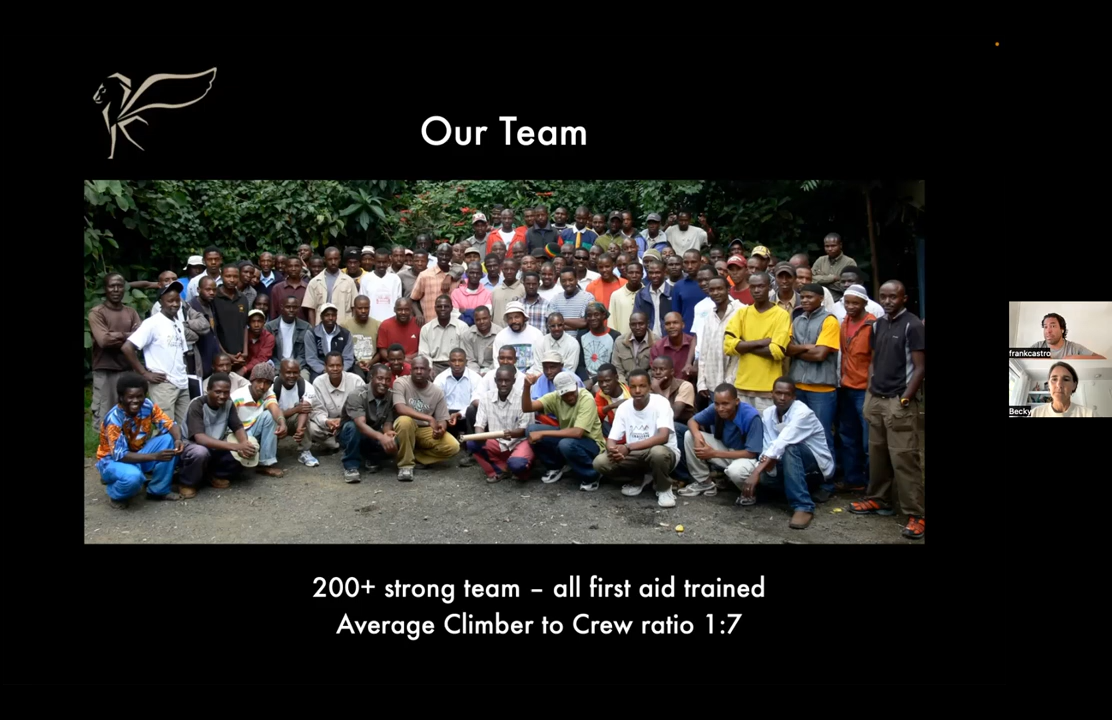 Our Team
200+ strong team – all first aid trained
Average Climber to Crew ratio 1:7
frankcastro
Becky